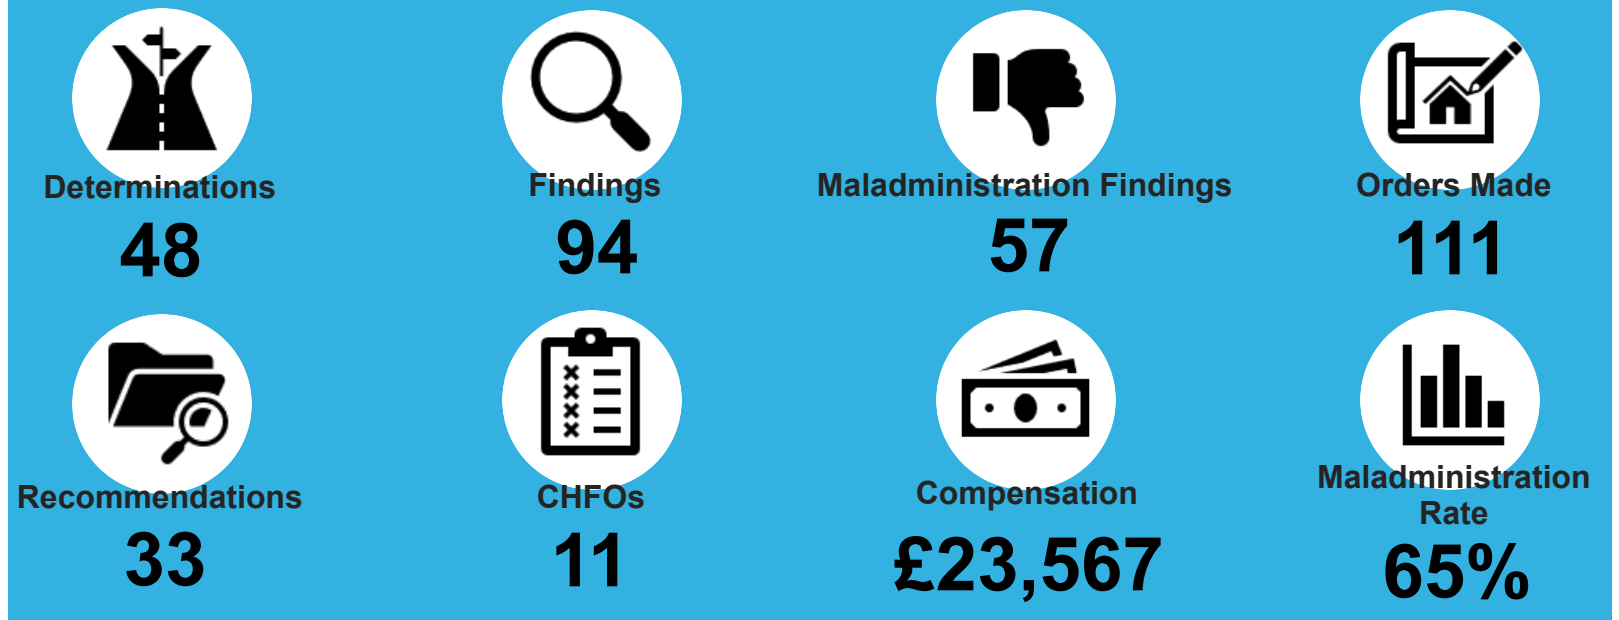 Determinations
48
Findings
94
Maladministration Findings
57
Orders Made
111
Recommendations
33
CHFOs
11
Compensation
£23,567
Maladministration
Rate
65%